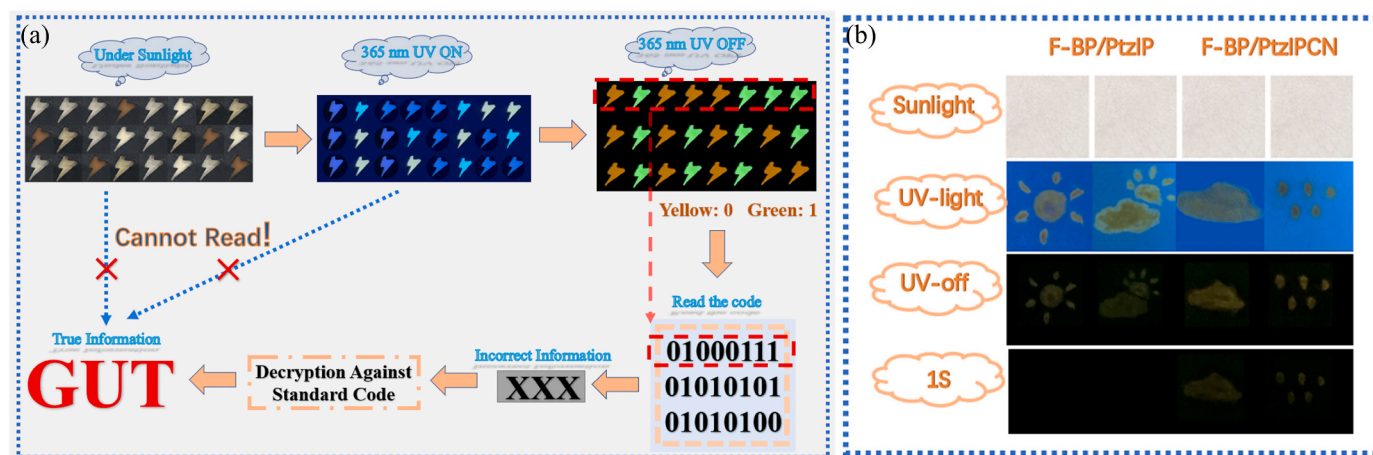 (a)
Under Sunlight
365 nm UV ON
365 nm UV OFF
Yellow: 0 Green: 1
Cannot Read!
Read the code
True Information
GUT
Decryption Against
Standard Code
Incorrect Information
XXX
01000111
01010101
01010100
(b)
F-BP/PtzIP F-BP/PtzIPCN
Sunlight
UV-light
UV-off
1S